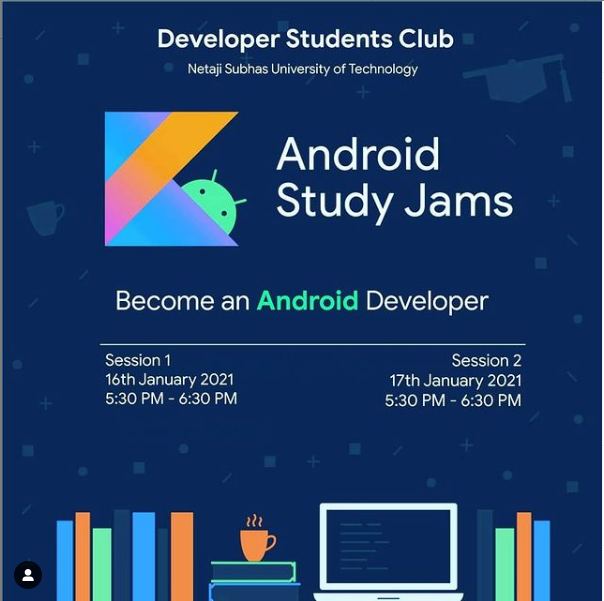 Developer Students Club
Netaji Subhas University of Technology
Android
Study Jams
Become an Android Developer
Session 1
16th January 2021
5:30 PM - 6:30 PM
Session 2
17th January 2021
5:30 PM - 6:30 PM